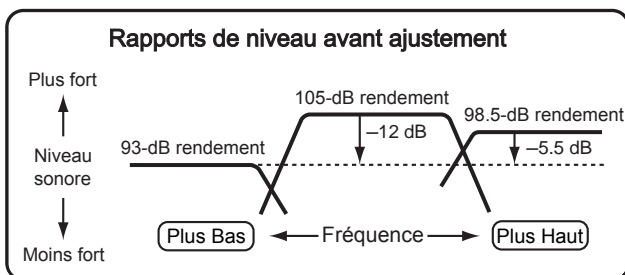 Rapports de niveau avant ajustement
Plus fort
105-dB rendement
98.5-dB rendement
–12 dB
93-dB rendement
–5.5 dB
Niveau
sonore
Plus Bas
Fréquence
Plus Haut
Moins fort